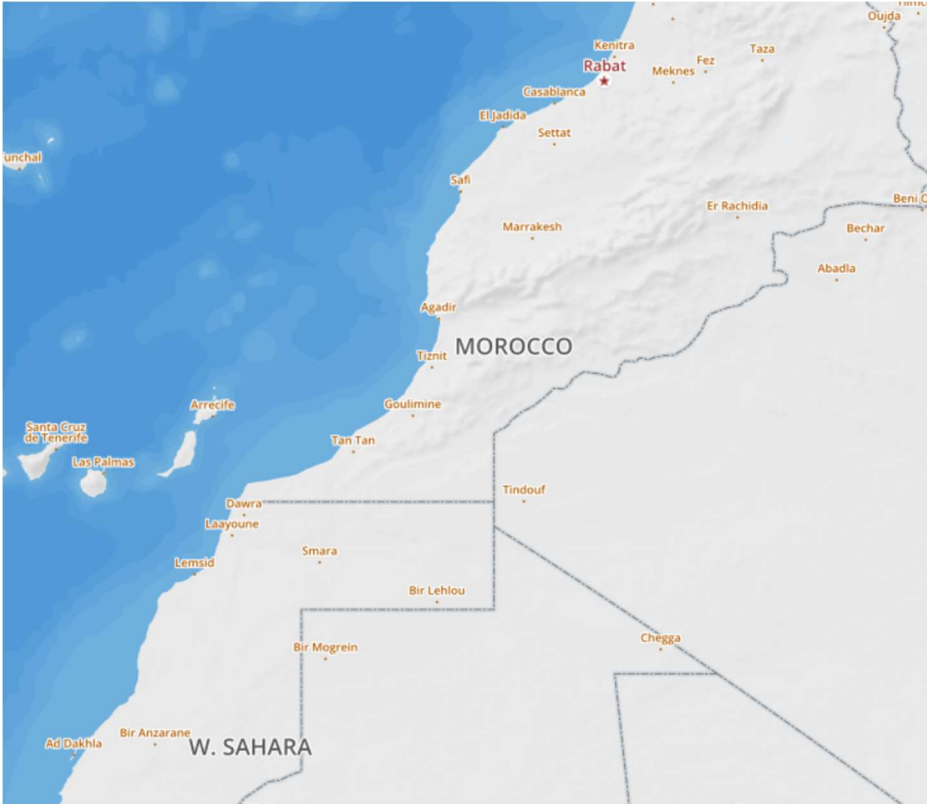 Oujda
Kenitra
Rabat
Taza
Fez
Meknes
Casablanca
El Jadida
Settat
unchal
Safi
Beni O
Er Rachidia
Marrakesh
Bechar
Abadla
Agadir
MOROCCO
Tiznit
Arrecife
Goulimine
Santa Cruz
de Tenerife
Tan Tan
Las Palmas
Tindouf
Dawra
Laayoune
Smara
Lemsid
Bir Lehlou
Chegga
Bir Mogrein
Bir Anzarane
Ad Dakhla
W. SAHARA